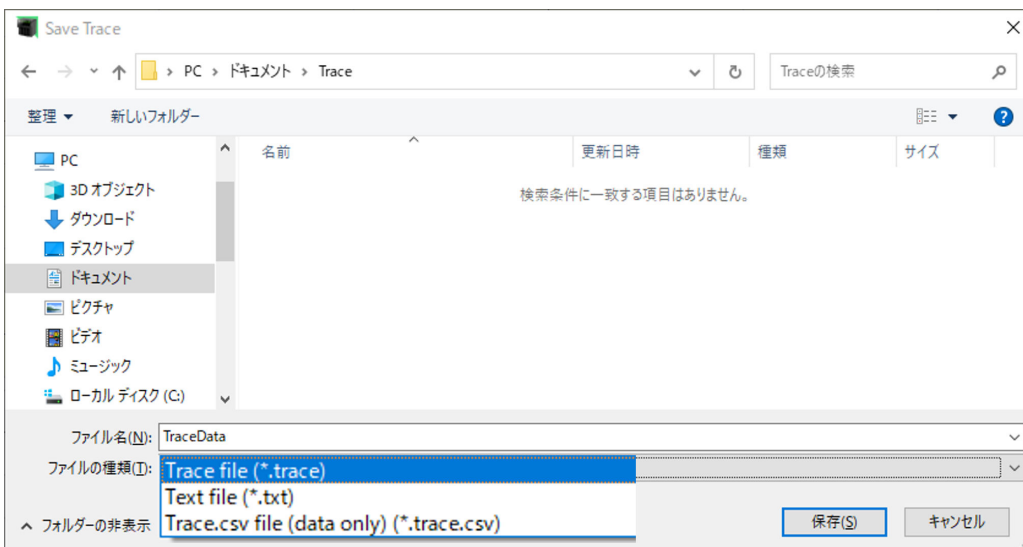 Save Trace
PC › ドキュメント › Trace
Traceの検索
整理 新しいフォルダー
名前 更新日時 種類 サイズ
検索条件に一致する項目はありません。
PC
3D オブジェクト
ダウンロード
デスクトップ
ドキュメント
ピクチャ
ビデオ
ミュージック
ローカル ディスク (C:)
ファイル名(N): TraceData
ファイルの種類(T): Trace file (*.trace)
Text file (*.txt)
Trace.csv file (data only) (*.trace.csv)
フォルダーの非表示 保存(S) キャンセル